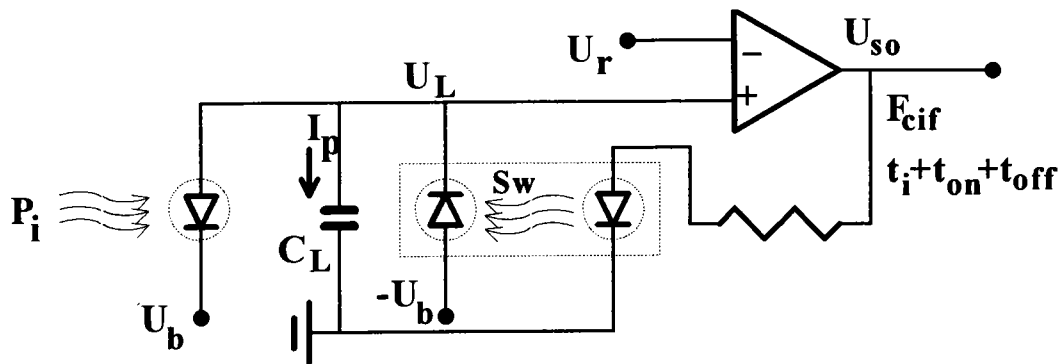 U_r
−
+
U_so
U_L
F_cif
I_p
t_i+t_on+t_off
Sw
P_i
C_L
U_b
-U_b